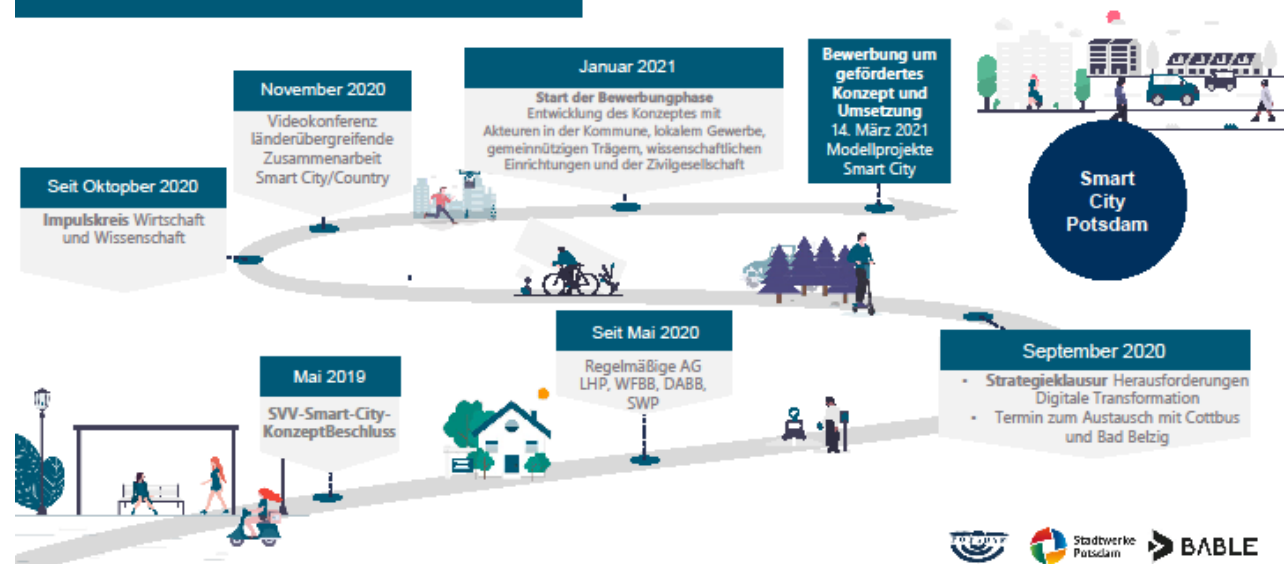 Mai 2019
SVV-Smart-City-
KonzeptBeschluss
Seit Mai 2020
Regelmäßige AG
LHP, WFBB, DABB,
SWP
September 2020
• Strategieklausur Herausforderungen
Digitale Transformation
• Termin zum Austausch mit Cottbus
und Bad Belzig
Seit Oktopber 2020
Impulskreis Wirtschaft
und Wissenschaft
November 2020
Videokonferenz
länderübergreifende
Zusammenarbeit
Smart City/Country
Januar 2021
Start der Bewerbungphase
Entwicklung des Konzeptes mit
Akteuren in der Kommune, lokalem Gewerbe,
gemeinnützigen Trägern, wissenschaftlichen
Einrichtungen und der Zivilgesellschaft
Bewerbung um
gefördertes
Konzept und
Umsetzung
14. März 2021
Modellprojekte
Smart City
Smart
City
Potsdam
POTSDAM
Stadtwerke
Potsdam
BABLE